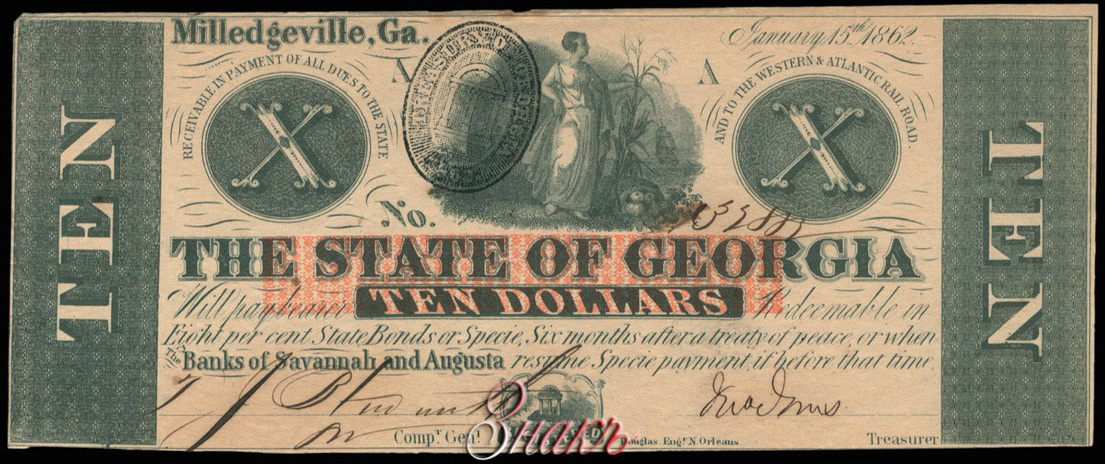 Milledgeville, Ga.
January 15th 1862
RECEIVABLE IN PAYMENT OF ALL DUES TO THE STATE
A
A
AND TO THE WESTERN & ATLANTIC RAIL ROAD.
X
X
TEN
TEN
No.
THE STATE OF GEORGIA
Will pay bearer TEN DOLLARS Redeemable in
Eight per cent State Bonds or Specie, Six months after a treaty of peace, or when
The Banks of Savannah and Augusta resume Specie payment if before that time.
Jno Jones
Compr. Genl.
Douglas. Engr. N. Orleans
Treasurer